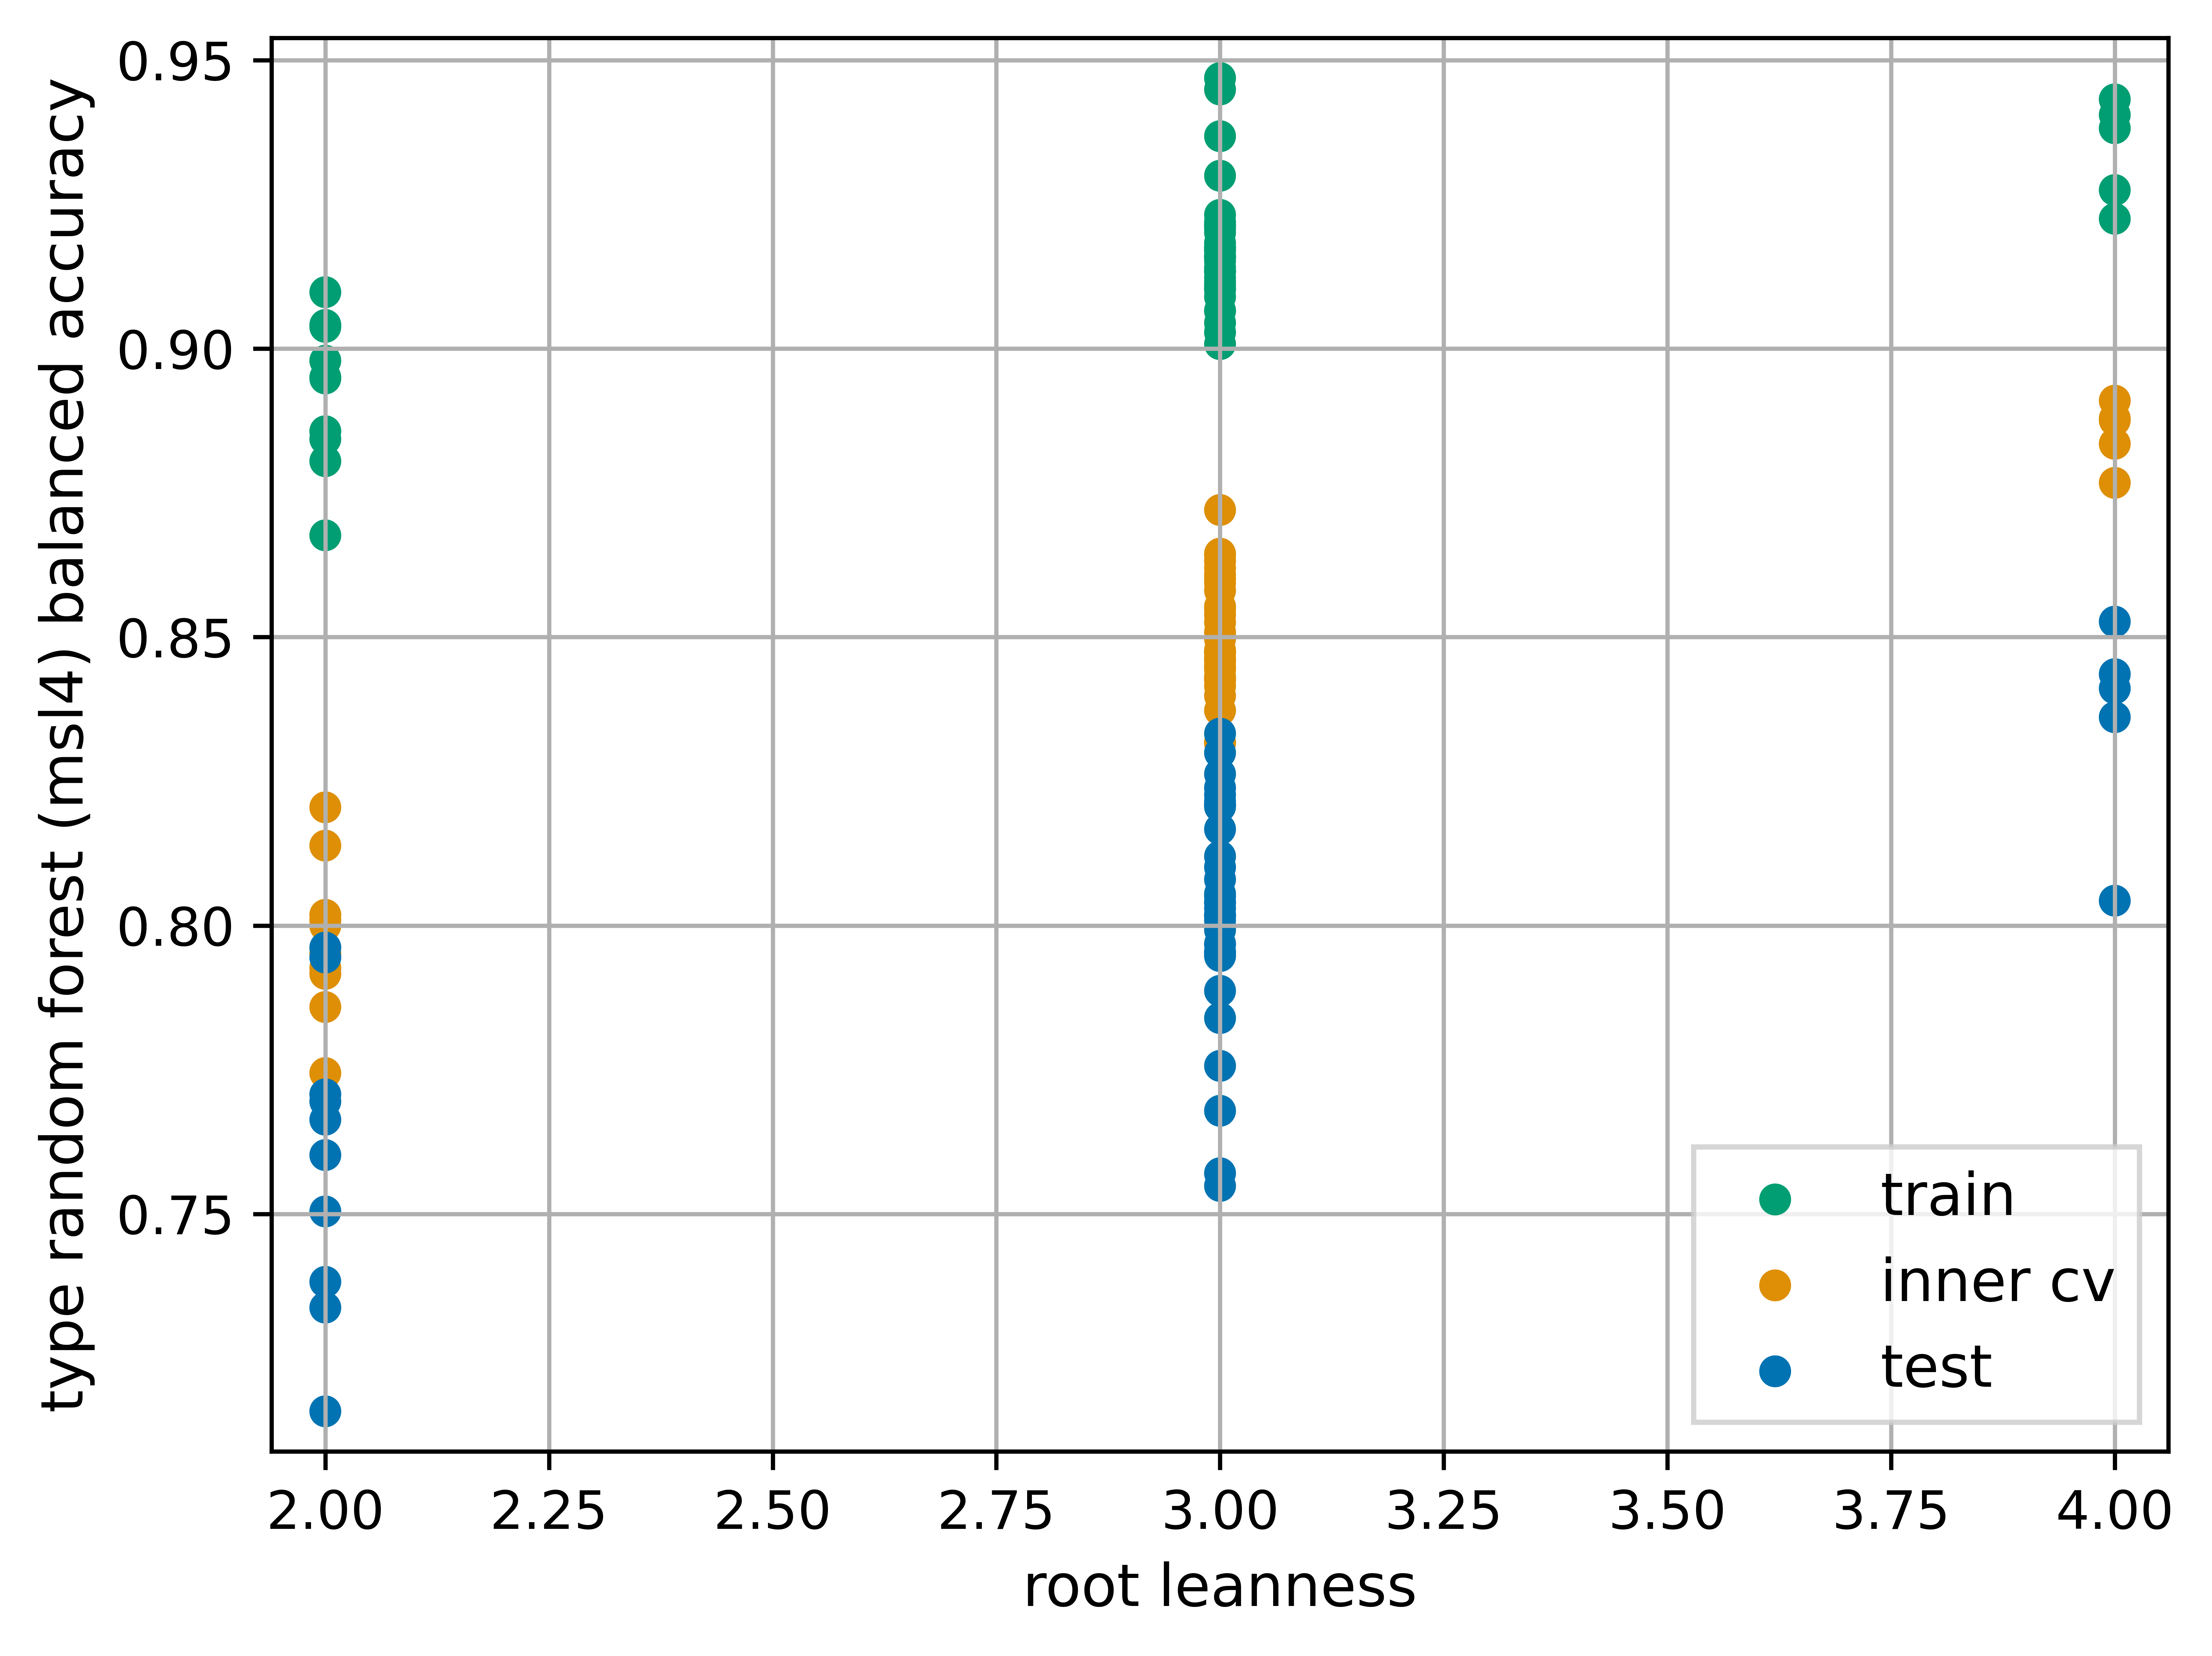 type random forest (msl4) balanced accuracy
0.95
0.90
0.85
0.80
0.75
train
inner cv
test
2.00 2.25 2.50 2.75 3.00 3.25 3.50 3.75 4.00
root leanness